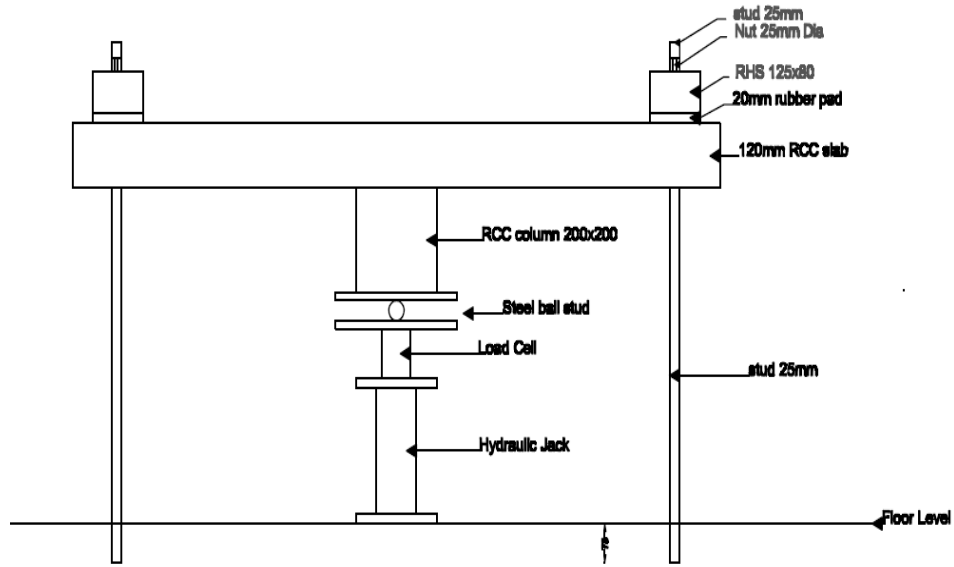 stud 25mm
Nut 25mm Dia
RHS 125x80
20mm rubber pad
120mm RCC slab
RCC column 200x200
Steel ball stud
Load Cell
stud 25mm
Hydraulic Jack
Floor Level
75